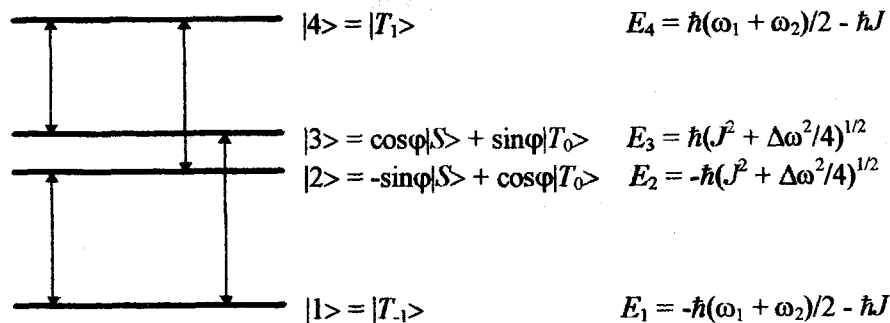 |4> = |T₁> E₄ = ℏ(ω₁ + ω₂)/2 - ℏJ
|3> = cosφ|S> + sinφ|T₀> E₃ = ℏ(J² + Δω²/4)¹/²
|2> = -sinφ|S> + cosφ|T₀> E₂ = -ℏ(J² + Δω²/4)¹/²
|1> = |T₋₁> E₁ = -ℏ(ω₁ + ω₂)/2 - ℏJ